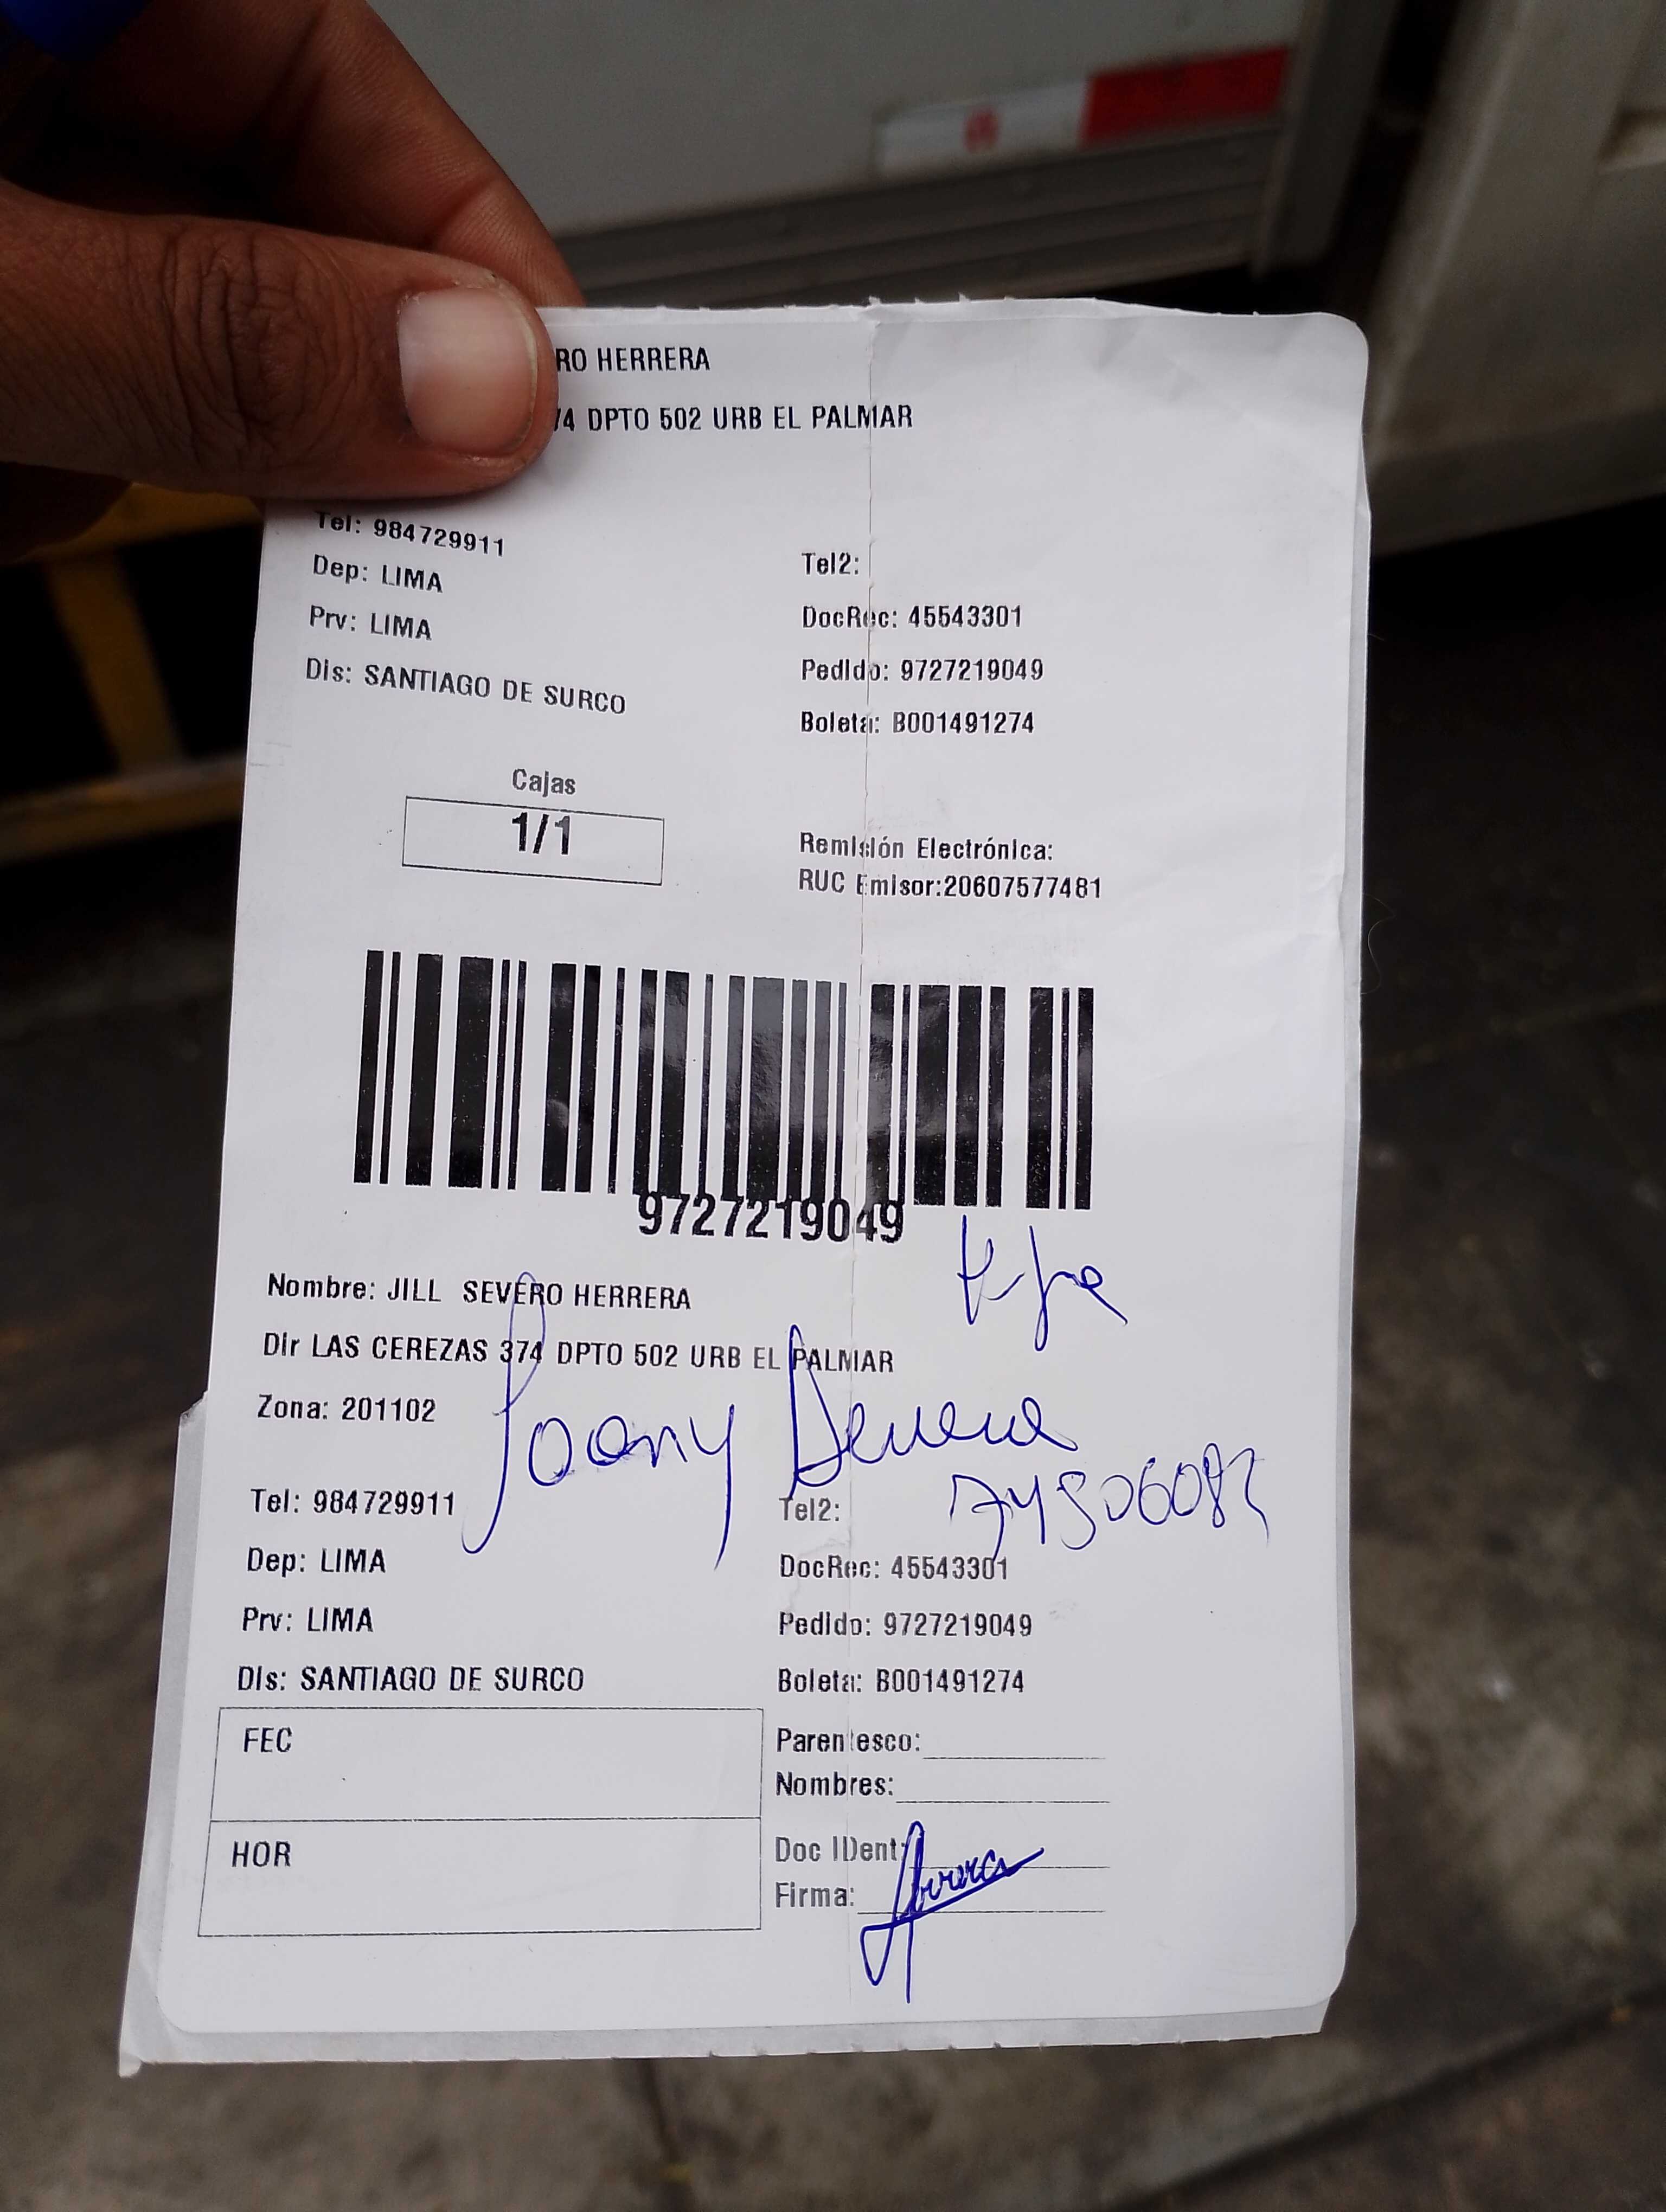 RO HERRERA
74 DPTO 502 URB EL PALMAR
Tel: 984729911
Tel2:
Dep: LIMA
DocRec: 45543301
Prv: LIMA
Pedido: 9727219049
Dis: SANTIAGO DE SURCO
Boleta: B001491274
Cajas
1/1
Remisión Electrónica:
RUC Emisor:20607577481
9727219049
Nombre: JILL SEVERO HERRERA
Dir LAS CEREZAS 374 DPTO 502 URB EL PALMAR
Zona: 201102
Tel: 984729911
Tel2:
Dep: LIMA
DocRec: 45543301
Prv: LIMA
Pedido: 9727219049
Dis: SANTIAGO DE SURCO
Boleta: B001491274
FEC
Parentesco:
Nombres:
HOR
Doc IDent:
Firma: